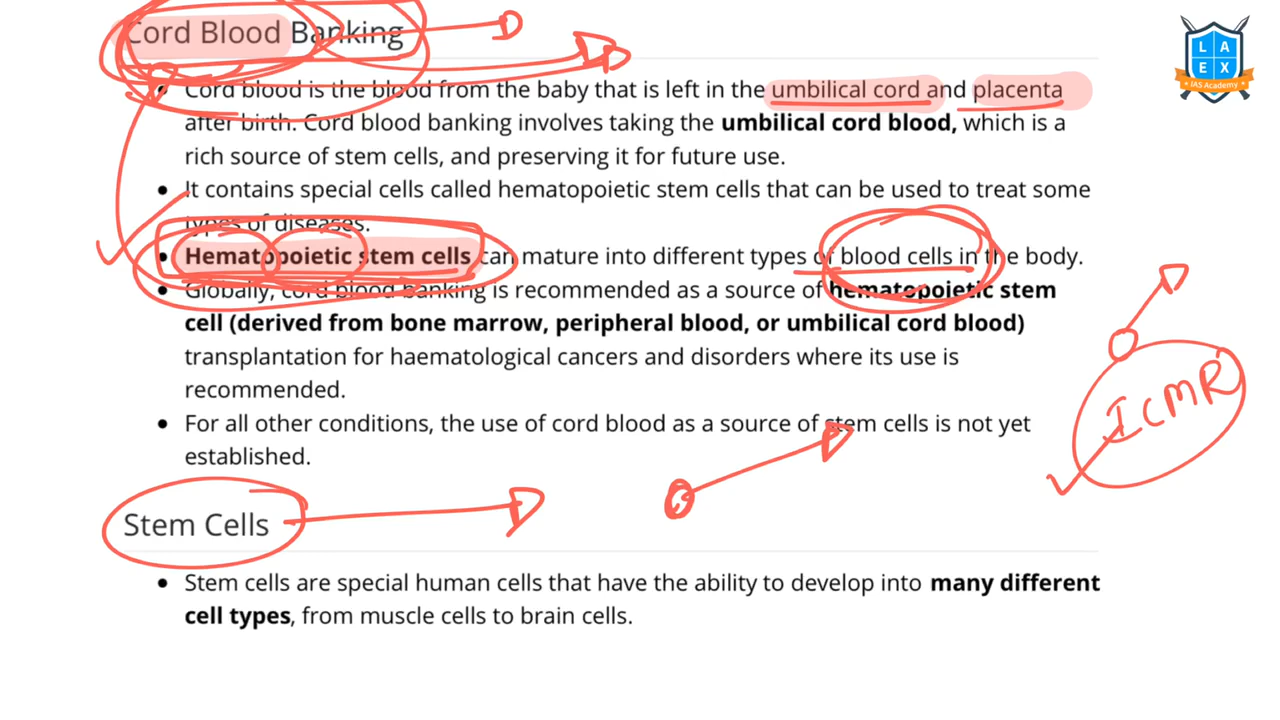 Cord Blood Banking
L A
E X
IAS Academy
Cord blood is the blood from the baby that is left in the umbilical cord and placenta
after birth. Cord blood banking involves taking the umbilical cord blood, which is a
rich source of stem cells, and preserving it for future use.
It contains special cells called hematopoietic stem cells that can be used to treat some
types of diseases.
Hematopoietic stem cells can mature into different types of blood cells in the body.
Globally, cord blood banking is recommended as a source of hematopoietic stem
cell (derived from bone marrow, peripheral blood, or umbilical cord blood)
transplantation for haematological cancers and disorders where its use is
recommended.
ICMR
For all other conditions, the use of cord blood as a source of stem cells is not yet
established.
Stem Cells
Stem cells are special human cells that have the ability to develop into many different
cell types, from muscle cells to brain cells.